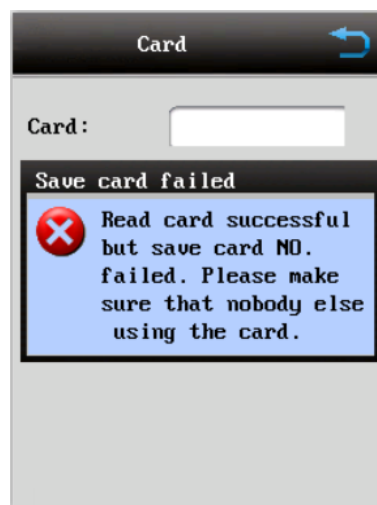 Card
Card:
Save card failed
Read card successful
but save card NO.
failed. Please make
sure that nobody else
using the card.